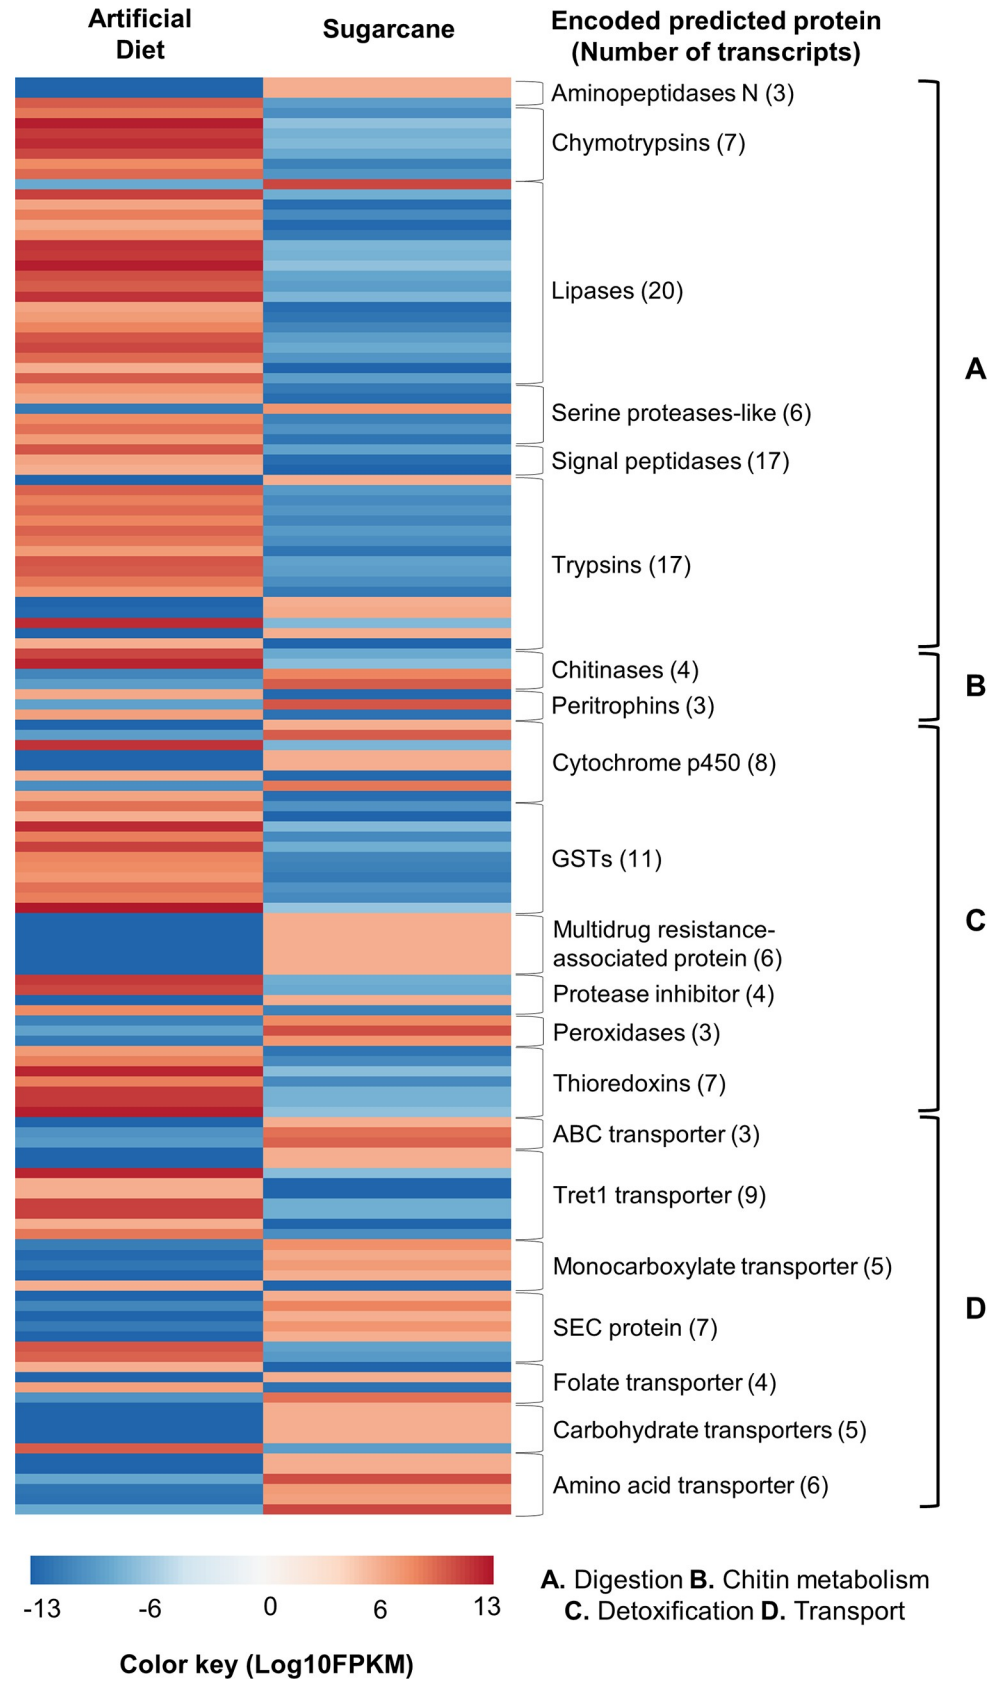 Artificial
Diet
Sugarcane
Encoded predicted protein
(Number of transcripts)
Aminopeptidases N (3)
Chymotrypsins (7)
Lipases (20)
A
Serine proteases-like (6)
Signal peptidases (17)
Trypsins (17)
Chitinases (4)
B
Peritrophins (3)
Cytochrome p450 (8)
GSTs (11)
C
Multidrug resistance-
associated protein (6)
Protease inhibitor (4)
Peroxidases (3)
Thioredoxins (7)
ABC transporter (3)
Tret1 transporter (9)
Monocarboxylate transporter (5)
D
SEC protein (7)
Folate transporter (4)
Carbohydrate transporters (5)
Amino acid transporter (6)
-13 -6 0 6 13
Color key (Log10FPKM)
A. Digestion B. Chitin metabolism
C. Detoxification D. Transport